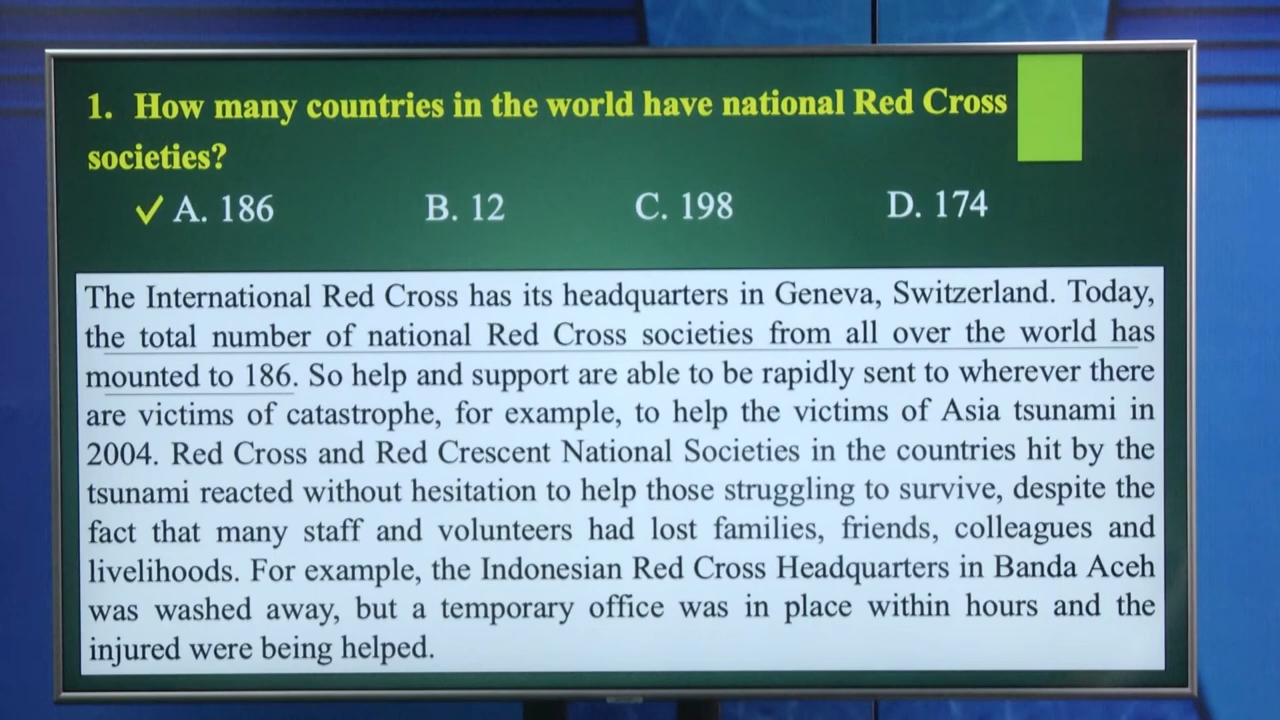 1. How many countries in the world have national Red Cross
societies?
✓ A. 186 B. 12 C. 198 D. 174
The International Red Cross has its headquarters in Geneva, Switzerland. Today,
the total number of national Red Cross societies from all over the world has
mounted to 186. So help and support are able to be rapidly sent to wherever there
are victims of catastrophe, for example, to help the victims of Asia tsunami in
2004. Red Cross and Red Crescent National Societies in the countries hit by the
tsunami reacted without hesitation to help those struggling to survive, despite the
fact that many staff and volunteers had lost families, friends, colleagues and
livelihoods. For example, the Indonesian Red Cross Headquarters in Banda Aceh
was washed away, but a temporary office was in place within hours and the
injured were being helped.